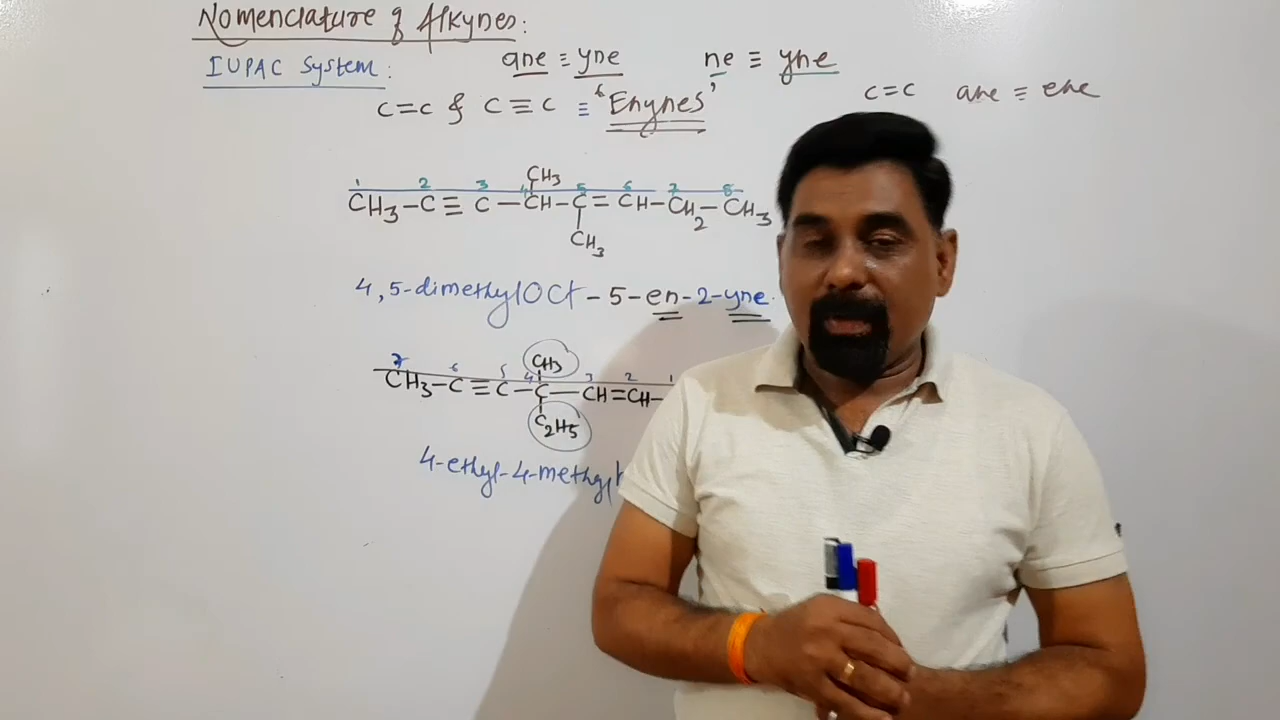 Nomenclature of Alkynes:
IUPAC System: ane ≡ yne ne ≡ yne
C=C & C≡C ≡ 'Enynes' C=C ane ≡ ene
CH3
1 2 3 4 5 6 7 8
CH3-C≡C-CH-C=CH-CH2-CH3
CH3
4,5-dimethylOct-5-en-2-yne.
CH3
7 6 5 4 3 2 1
CH3-C≡C-C-CH=CH-
C2H5
4-ethyl-4-methyl